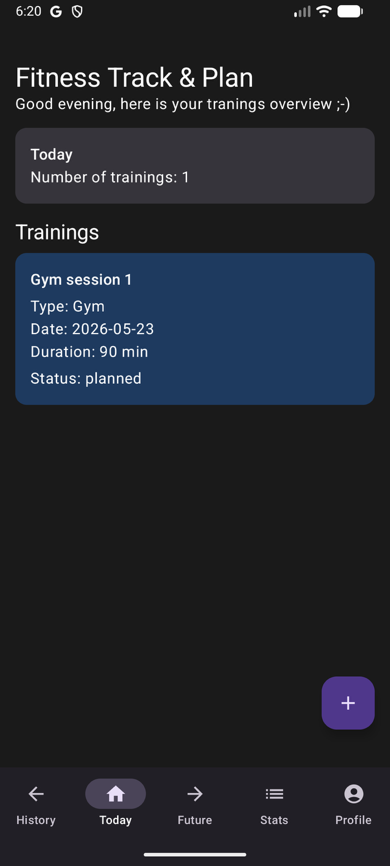 6:20
Fitness Track & Plan
Good evening, here is your tranings overview ;-)
Today
Number of trainings: 1
Trainings
Gym session 1
Type: Gym
Date: 2026-05-23
Duration: 90 min
Status: planned
+
History Today Future Stats Profile